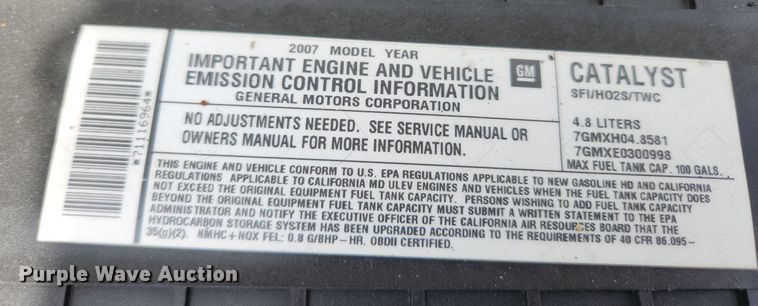 *71116964*
2007 MODEL YEAR
IMPORTANT ENGINE AND VEHICLE
EMISSION CONTROL INFORMATION
GENERAL MOTORS CORPORATION
GM
NO ADJUSTMENTS NEEDED. SEE SERVICE MANUAL OR
OWNERS MANUAL FOR MORE INFORMATION.
CATALYST
SFI/HO2S/TWC
4.8 LITERS
7GMXH04.8581
7GMXE0300998
MAX FUEL TANK CAP. 100 GALS.
THIS ENGINE AND VEHICLE CONFORM TO U.S. EPA REGULATIONS APPLICABLE TO NEW GASOLINE HD AND CALIFORNIA
REGULATIONS APPLICABLE TO CALIFORNIA MD ULEV ENGINES AND VEHICLES WHEN THE FUEL TANK CAPACITY DOES
NOT EXCEED THE ORIGINAL EQUIPMENT FUEL TANK CAPACITY. PERSONS WISHING TO ADD FUEL TANK CAPACITY
BEYOND THE ORIGINAL EQUIPMENT FUEL TANK CAPACITY MUST SUBMIT A WRITTEN STATEMENT TO THE EPA
ADMINISTRATOR AND NOTIFY THE EXECUTIVE OFFICER OF THE CALIFORNIA AIR RESOURCES BOARD THAT THE
HYDROCARBON STORAGE SYSTEM HAS BEEN UPGRADED ACCORDING TO THE REQUIREMENTS OF 40 CFR 86.095-
35(g)(2). NMHC+NOX FEL: 0.8 G/BHP-HR. OBDII CERTIFIED.
Purple Wave Auction